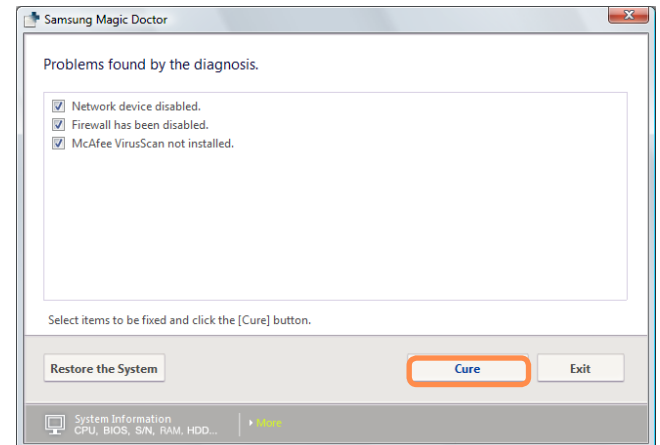 Samsung Magic Doctor
Problems found by the diagnosis.
Network device disabled.
Firewall has been disabled.
McAfee VirusScan not installed.
Select items to be fixed and click the [Cure] button.
Restore the System
Cure
Exit
System Information
CPU, BIOS, S/N, RAM, HDD...
More